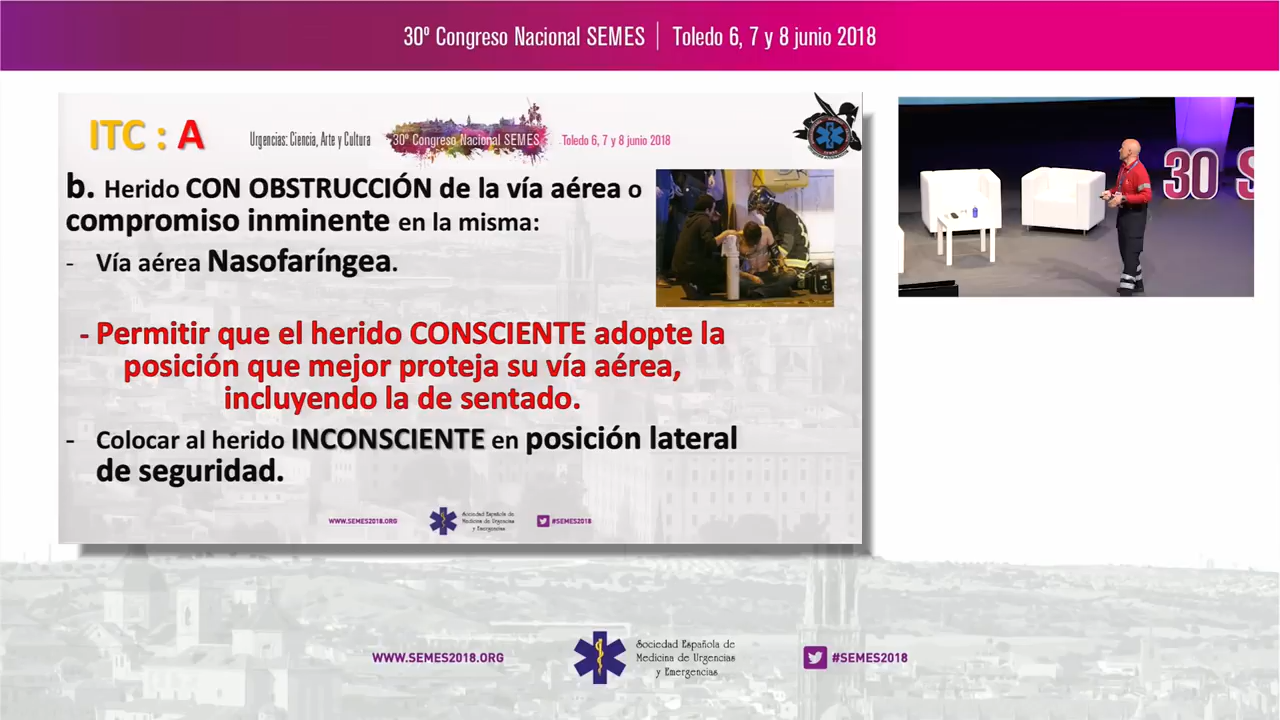 30º Congreso Nacional SEMES | Toledo 6, 7 y 8 junio 2018
ITC : A
Urgencias: Ciencia, Arte y Cultura
30º Congreso Nacional SEMES
Toledo 6, 7 y 8 junio 2018
b. Herido CON OBSTRUCCIÓN de la vía aérea o
compromiso inminente en la misma:
- Vía aérea Nasofaríngea.
- Permitir que el herido CONSCIENTE adopte la
posición que mejor proteja su vía aérea,
incluyendo la de sentado.
- Colocar al herido INCONSCIENTE en posición lateral
de seguridad.
WWW.SEMES2018.ORG
Sociedad Española de
Medicina de Urgencias
y Emergencias
#SEMES2018
30 S
WWW.SEMES2018.ORG
Sociedad Española de
Medicina de Urgencias
y Emergencias
#SEMES2018